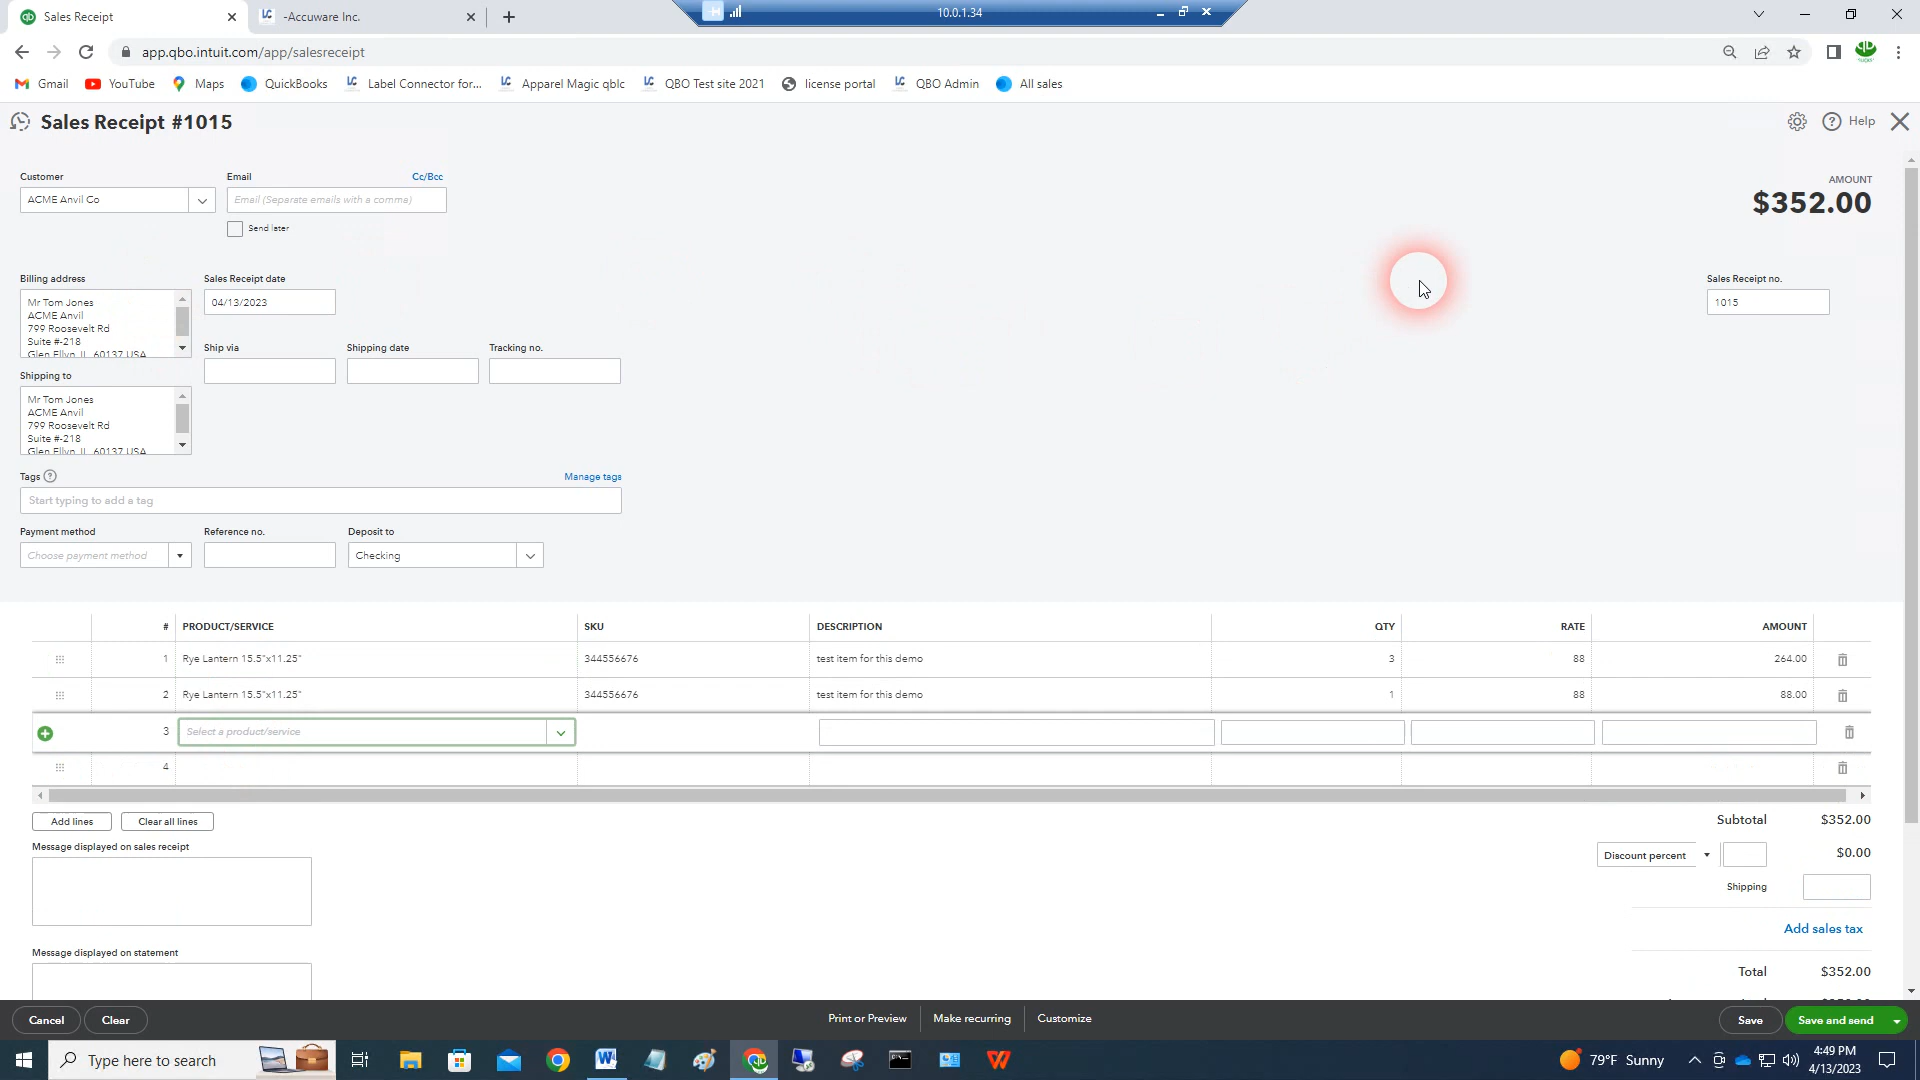 Sales Receipt
-Accuware Inc.
10.0.1.34
app.qbo.intuit.com/app/salesreceipt
Gmail YouTube Maps QuickBooks Label Connector for... Apparel Magic qblc QBO Test site 2021 license portal QBO Admin All sales
Sales Receipt #1015
Help
Customer Email Cc/Bcc
AMOUNT
ACME Anvil Co Email (Separate emails with a comma)
$352.00
Send later
Billing address Sales Receipt date Sales Receipt no.
Mr Tom Jones
ACME Anvil
799 Roosevelt Rd
Suite #-218
Glen Ellyn, IL 60137 USA
04/13/2023
1015
Ship via Shipping date Tracking no.
Shipping to
Mr Tom Jones
ACME Anvil
799 Roosevelt Rd
Suite #-218
Glen Ellyn, IL 60137 USA
Tags Manage tags
Start typing to add a tag
Payment method Reference no. Deposit to
Choose payment method Checking
# PRODUCT/SERVICE SKU DESCRIPTION QTY RATE AMOUNT
1 Rye Lantern 15.5"x11.25" 344556676 test item for this demo 3 88 264.00
2 Rye Lantern 15.5"x11.25" 344556676 test item for this demo 1 88 88.00
3 Select a product/service
4
Add lines Clear all lines
Subtotal $352.00
Message displayed on sales receipt
Discount percent $0.00
Shipping
Add sales tax
Message displayed on statement
Total $352.00
Cancel Clear Print or Preview Make recurring Customize Save Save and send
Type here to search
79°F Sunny
4:49 PM
4/13/2023